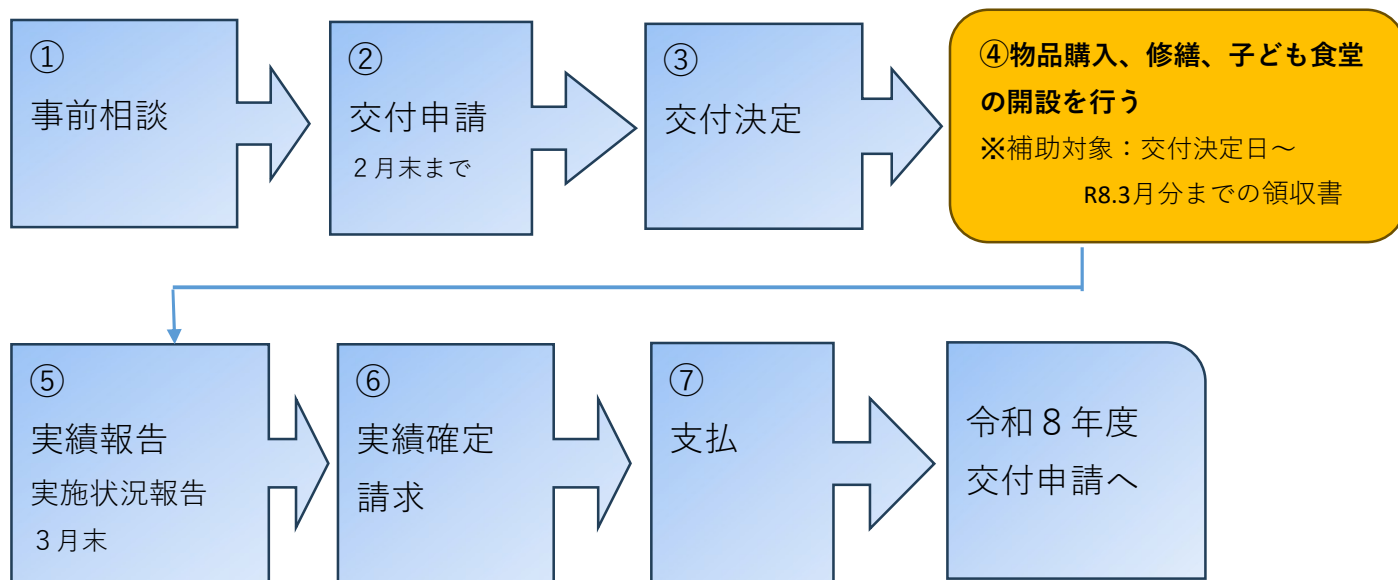 ①
事前相談
②
交付申請
２月末まで
③
交付決定
④物品購入、修繕、子ども食堂
の開設を行う
※補助対象：交付決定日～
R8.3月分までの領収書
⑤
実績報告
実施状況報告
３月末
⑥
実績確定
請求
⑦
支払
令和８年度
交付申請へ